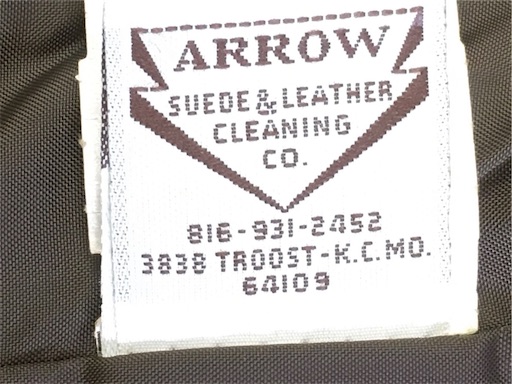 ARROW
SUEDE & LEATHER
CLEANING
CO.
816-931-2452
3838 TROOST-K.C.MO.
64109